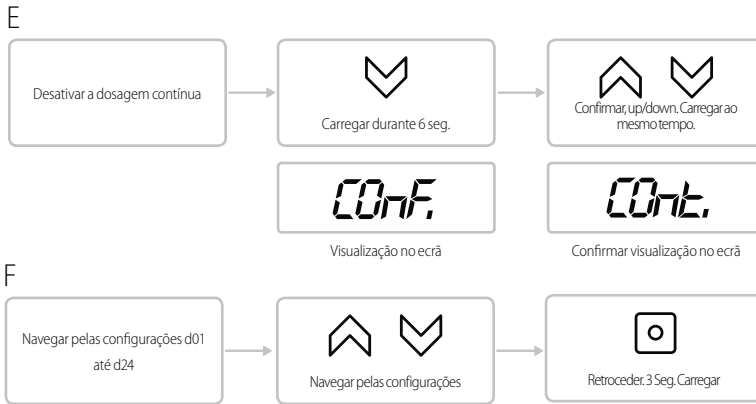 E
Desativar a dosagem contínua
Carregar durante 6 seg.
Confirmar, up/down. Carregar ao
mesmo tempo.
COnF.
COnt.
Visualização no ecrã
Confirmar visualização no ecrã
F
Navegar pelas configurações d01
até d24
Navegar pelas configurações
Retroceder. 3 Seg. Carregar